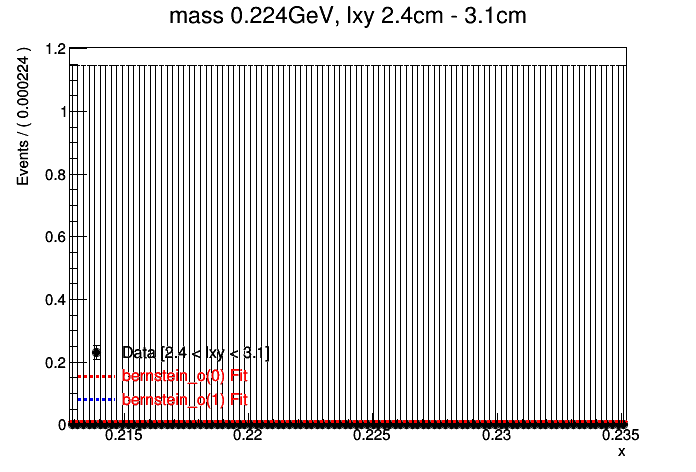 mass 0.224GeV, lxy 2.4cm - 3.1cm
Events / ( 0.000224 )
1.2
1
0.8
0.6
0.4
0.2
0
Data [2.4 < lxy < 3.1]
bernstein_o(0) Fit
bernstein_o(1) Fit
0.215 0.22 0.225 0.23 0.235
x